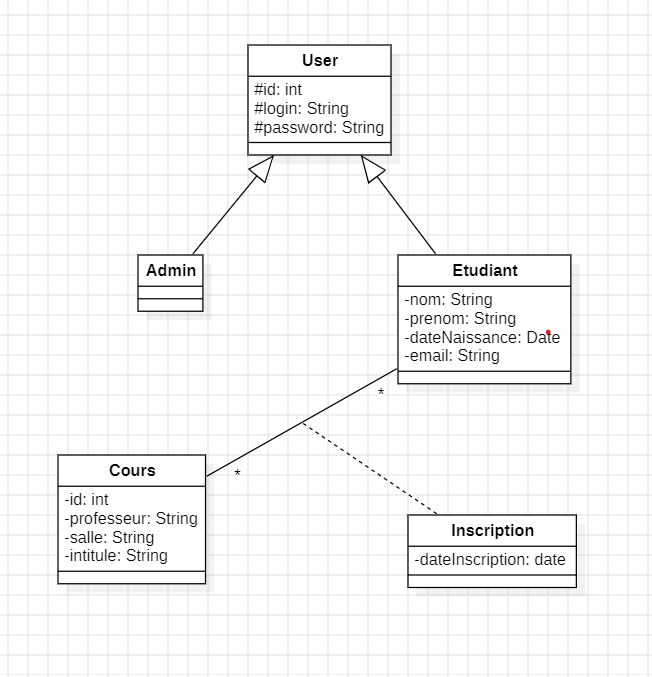 User
#id: int
#login: String
#password: String
Admin
Etudiant
-nom: String
-prenom: String
-dateNaissance: Date
-email: String
*
*
Cours
-id: int
-professeur: String
-salle: String
-intitule: String
Inscription
-dateInscription: date